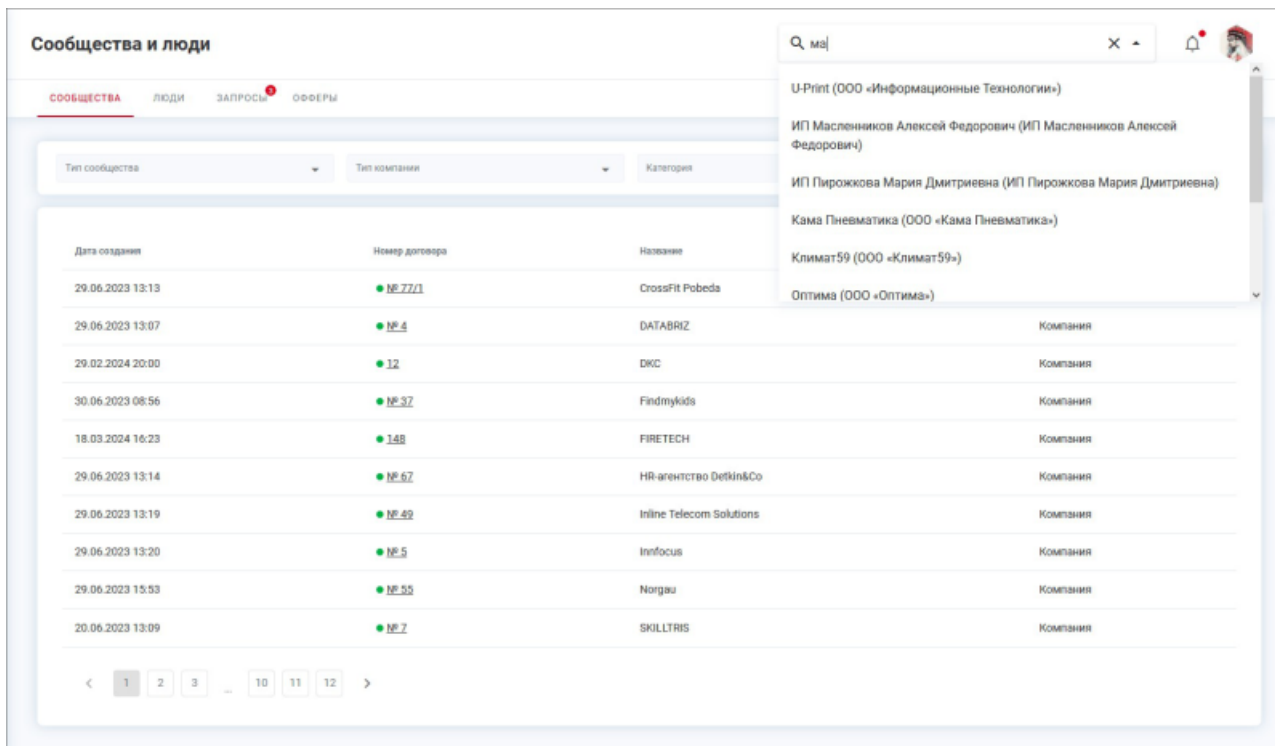 Сообщества и люди
ма
СООБЩЕСТВА ЛЮДИ ЗАПРОСЫ 3 ОФФЕРЫ
U-Print (ООО «Информационные Технологии»)
ИП Масленников Алексей Федорович (ИП Масленников Алексей
Федорович)
ИП Пирожкова Мария Дмитриевна (ИП Пирожкова Мария Дмитриевна)
Кама Пневматика (ООО «Кама Пневматика»)
Климат59 (ООО «Климат59»)
Оптима (ООО «Оптима»)
Тип сообщества Тип компании Категория
Дата создания Номер договора Название
29.06.2023 13:13 № 77/1 CrossFit Pobeda
29.06.2023 13:07 № 4 DATABRIZ Компания
29.02.2024 20:00 12 DKC Компания
30.06.2023 08:56 № 37 Findmykids Компания
18.03.2024 16:23 148 FIRETECH Компания
29.06.2023 13:14 № 67 HR-агентство Detkin&Co Компания
29.06.2023 13:19 № 49 Inline Telecom Solutions Компания
29.06.2023 13:20 № 5 Innfocus Компания
29.06.2023 15:53 № 55 Norgau Компания
20.06.2023 13:09 № 7 SKILLTRIS Компания
1 2 3 ... 10 11 12